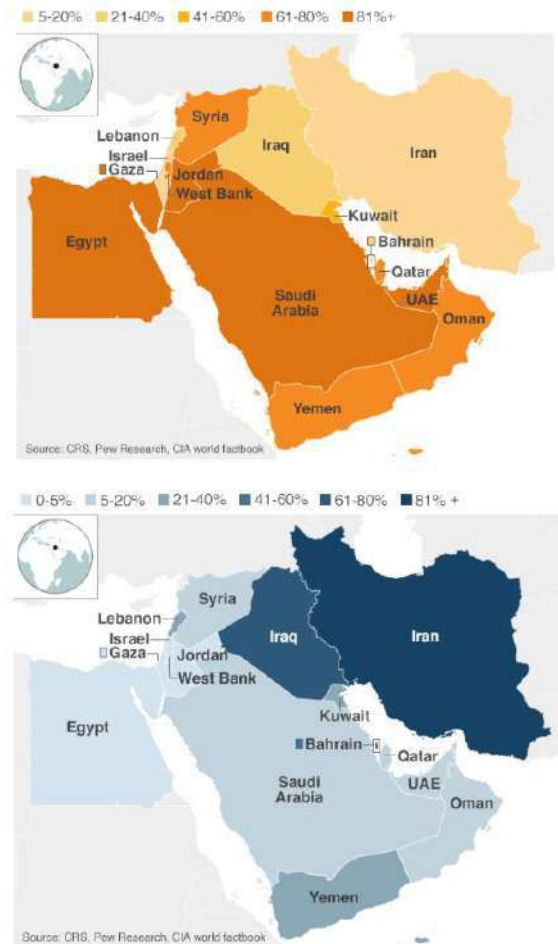 5-20% 21-40% 41-60% 61-80% 81%+
Syria
Lebanon
Iraq
Iran
Israel
Gaza
Jordan
West Bank
Kuwait
Egypt
Bahrain
Qatar
Saudi
Arabia
UAE
Oman
Yemen
Source: CRS, Pew Research, CIA world factbook
0-5% 5-20% 21-40% 41-60% 61-80% 81% +
Syria
Lebanon
Iraq
Iran
Israel
Gaza
Jordan
West Bank
Kuwait
Egypt
Bahrain
Qatar
Saudi
Arabia
UAE
Oman
Yemen
Source: CRS, Pew Research, CIA world factbook